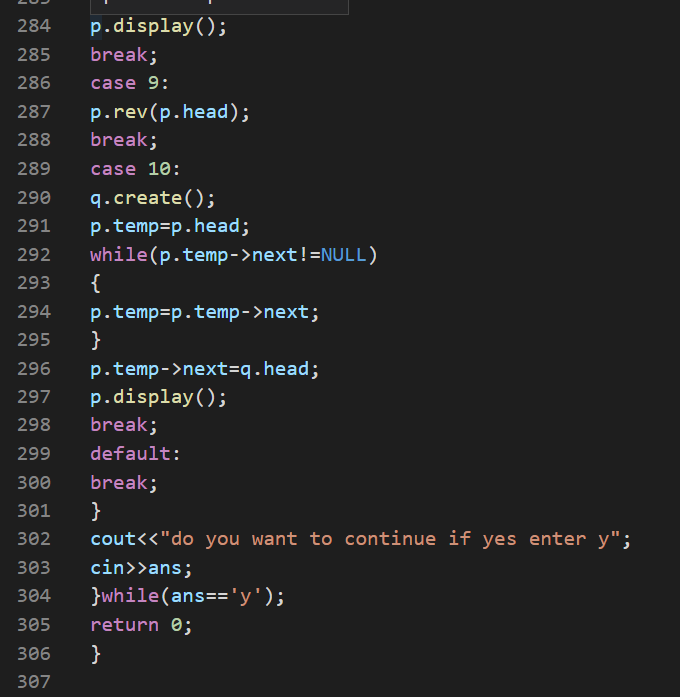 284 p.display();
285 break;
286 case 9:
287 p.rev(p.head);
288 break;
289 case 10:
290 q.create();
291 p.temp=p.head;
292 while(p.temp->next!=NULL)
293 {
294 p.temp=p.temp->next;
295 }
296 p.temp->next=q.head;
297 p.display();
298 break;
299 default:
300 break;
301 }
302 cout<<"do you want to continue if yes enter y";
303 cin>>ans;
304 }while(ans=='y');
305 return 0;
306 }
307